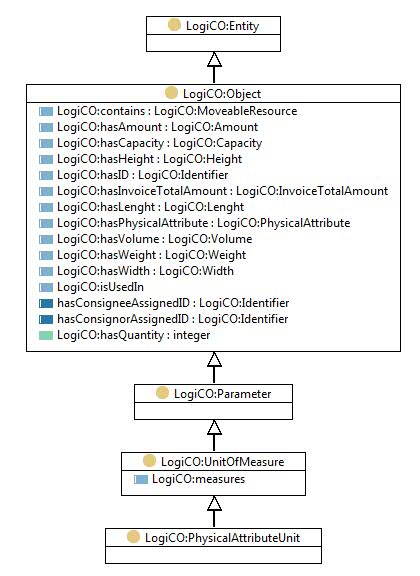 LogiCO:Entity
LogiCO:Object
LogiCO:contains : LogiCO:MoveableResource
LogiCO:hasAmount : LogiCO:Amount
LogiCO:hasCapacity : LogiCO:Capacity
LogiCO:hasHeight : LogiCO:Height
LogiCO:hasID : LogiCO:Identifier
LogiCO:hasInvoiceTotalAmount : LogiCO:InvoiceTotalAmount
LogiCO:hasLenght : LogiCO:Lenght
LogiCO:hasPhysicalAttribute : LogiCO:PhysicalAttribute
LogiCO:hasVolume : LogiCO:Volume
LogiCO:hasWeight : LogiCO:Weight
LogiCO:hasWidth : LogiCO:Width
LogiCO:isUsedIn
hasConsigneeAssignedID : LogiCO:Identifier
hasConsignorAssignedID : LogiCO:Identifier
LogiCO:hasQuantity : integer
LogiCO:Parameter
LogiCO:UnitOfMeasure
LogiCO:measures
LogiCO:PhysicalAttributeUnit